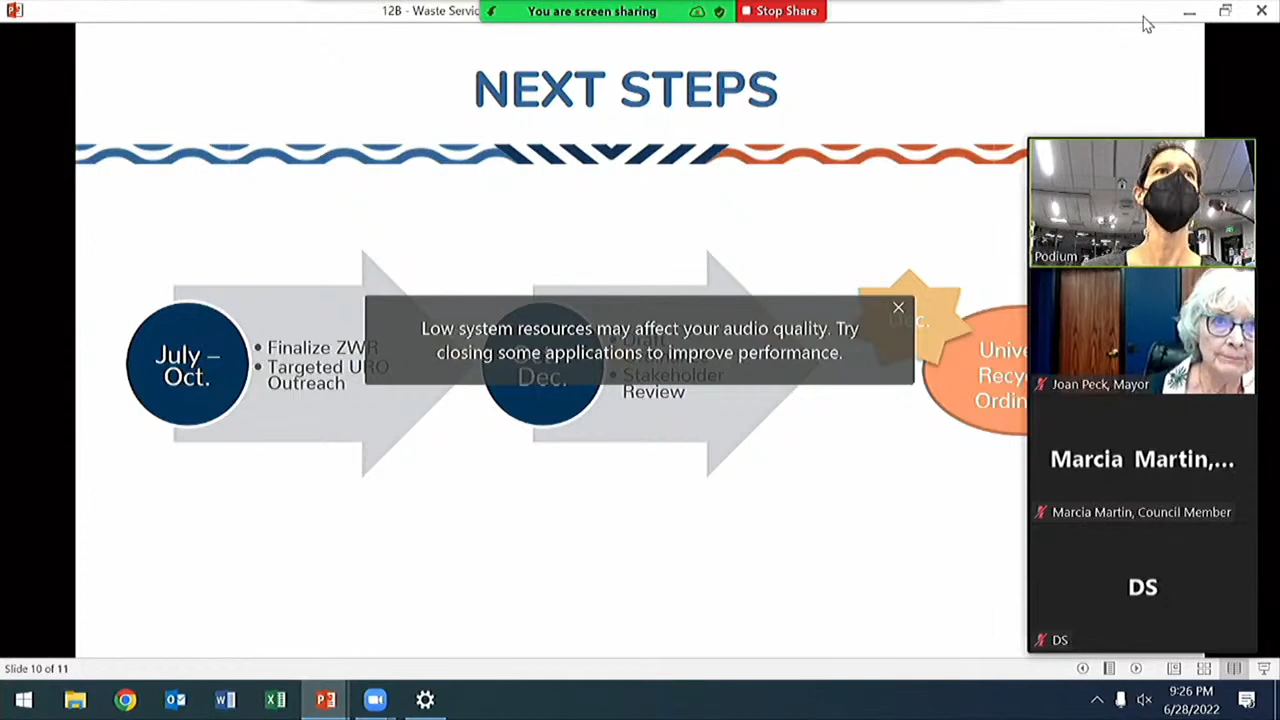 12B - Waste Servic
You are screen sharing
Stop Share
NEXT STEPS
July –
Oct.
• Finalize ZWR
• Targeted URO
Outreach
Dec.
• Draft
• Stakeholder
Review
Dec.
Unive
Recy
Ordin
Low system resources may affect your audio quality. Try
closing some applications to improve performance.
Podium
Joan Peck, Mayor
Marcia Martin,...
Marcia Martin, Council Member
DS
DS
Slide 10 of 11
9:26 PM
6/28/2022